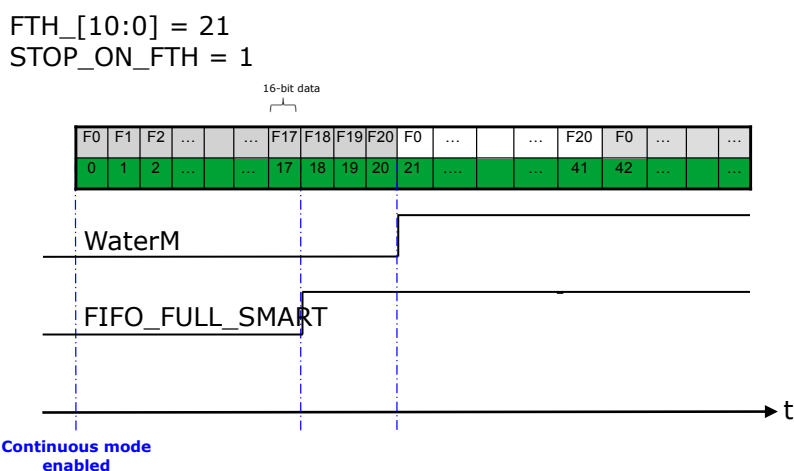 FTH_[10:0] = 21
STOP_ON_FTH = 1
16-bit data
F0 F1 F2 … … F17 F18 F19 F20 F0 … … F20 F0 … …
0 1 2 … … 17 18 19 20 21 …. … 41 42 … …
WaterM
FIFO_FULL_SMART
t
Continuous mode
enabled